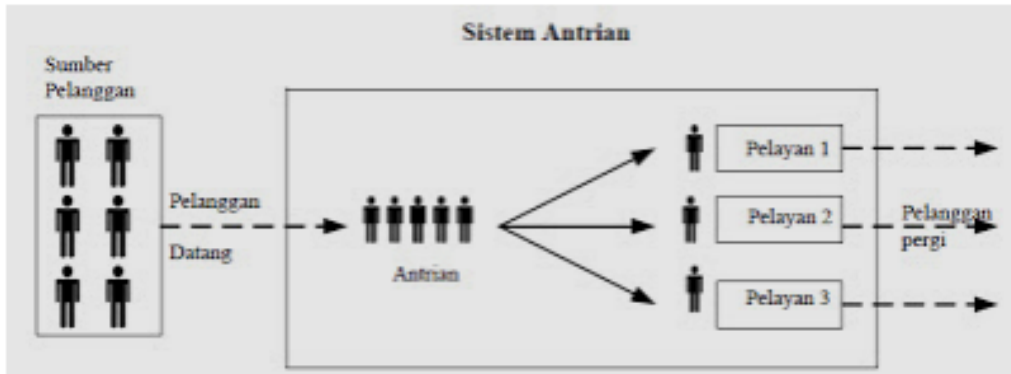 Sistem Antrian
Sumber
Pelanggan
Pelanggan
Datang
Antrian
Pelayan 1
Pelayan 2
Pelayan 3
Pelanggan
pergi